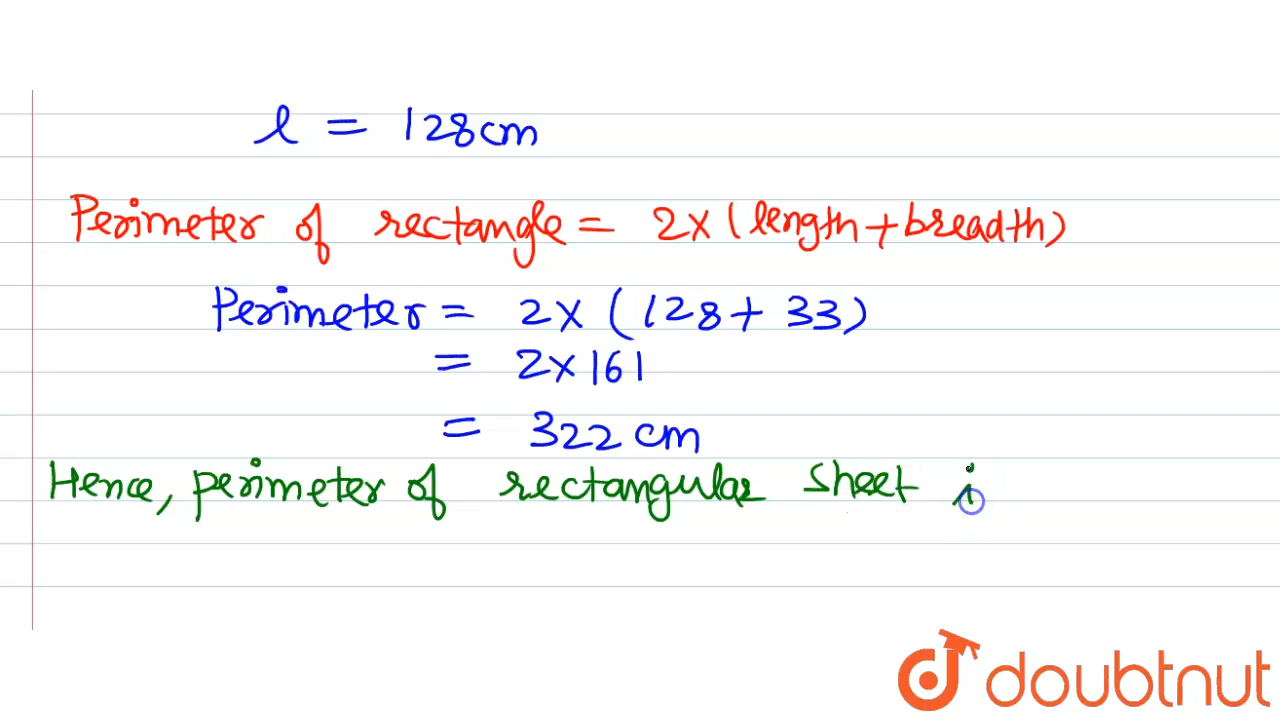 l = 128cm
Perimeter of rectangle = 2x (length + breadth)
Perimeter = 2x (128 + 33)
= 2x161
= 322 cm
Hence, perimeter of rectangular sheet i
doubtnut